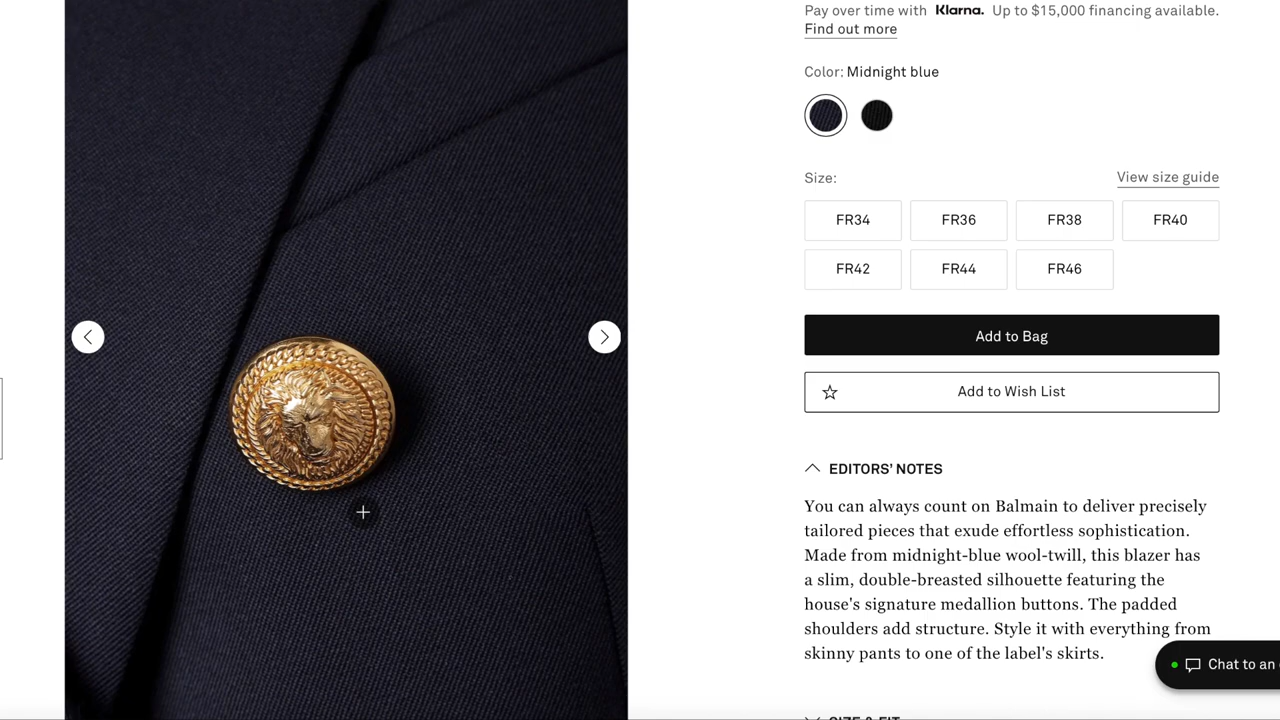 Pay over time with Klarna. Up to $15,000 financing available.
Find out more
Color: Midnight blue
Size:
View size guide
FR34
FR36
FR38
FR40
FR42
FR44
FR46
Add to Bag
Add to Wish List
EDITORS' NOTES
You can always count on Balmain to deliver precisely
tailored pieces that exude effortless sophistication.
Made from midnight-blue wool-twill, this blazer has
a slim, double-breasted silhouette featuring the
house's signature medallion buttons. The padded
shoulders add structure. Style it with everything from
skinny pants to one of the label's skirts.
Chat to an
SIZE & FIT